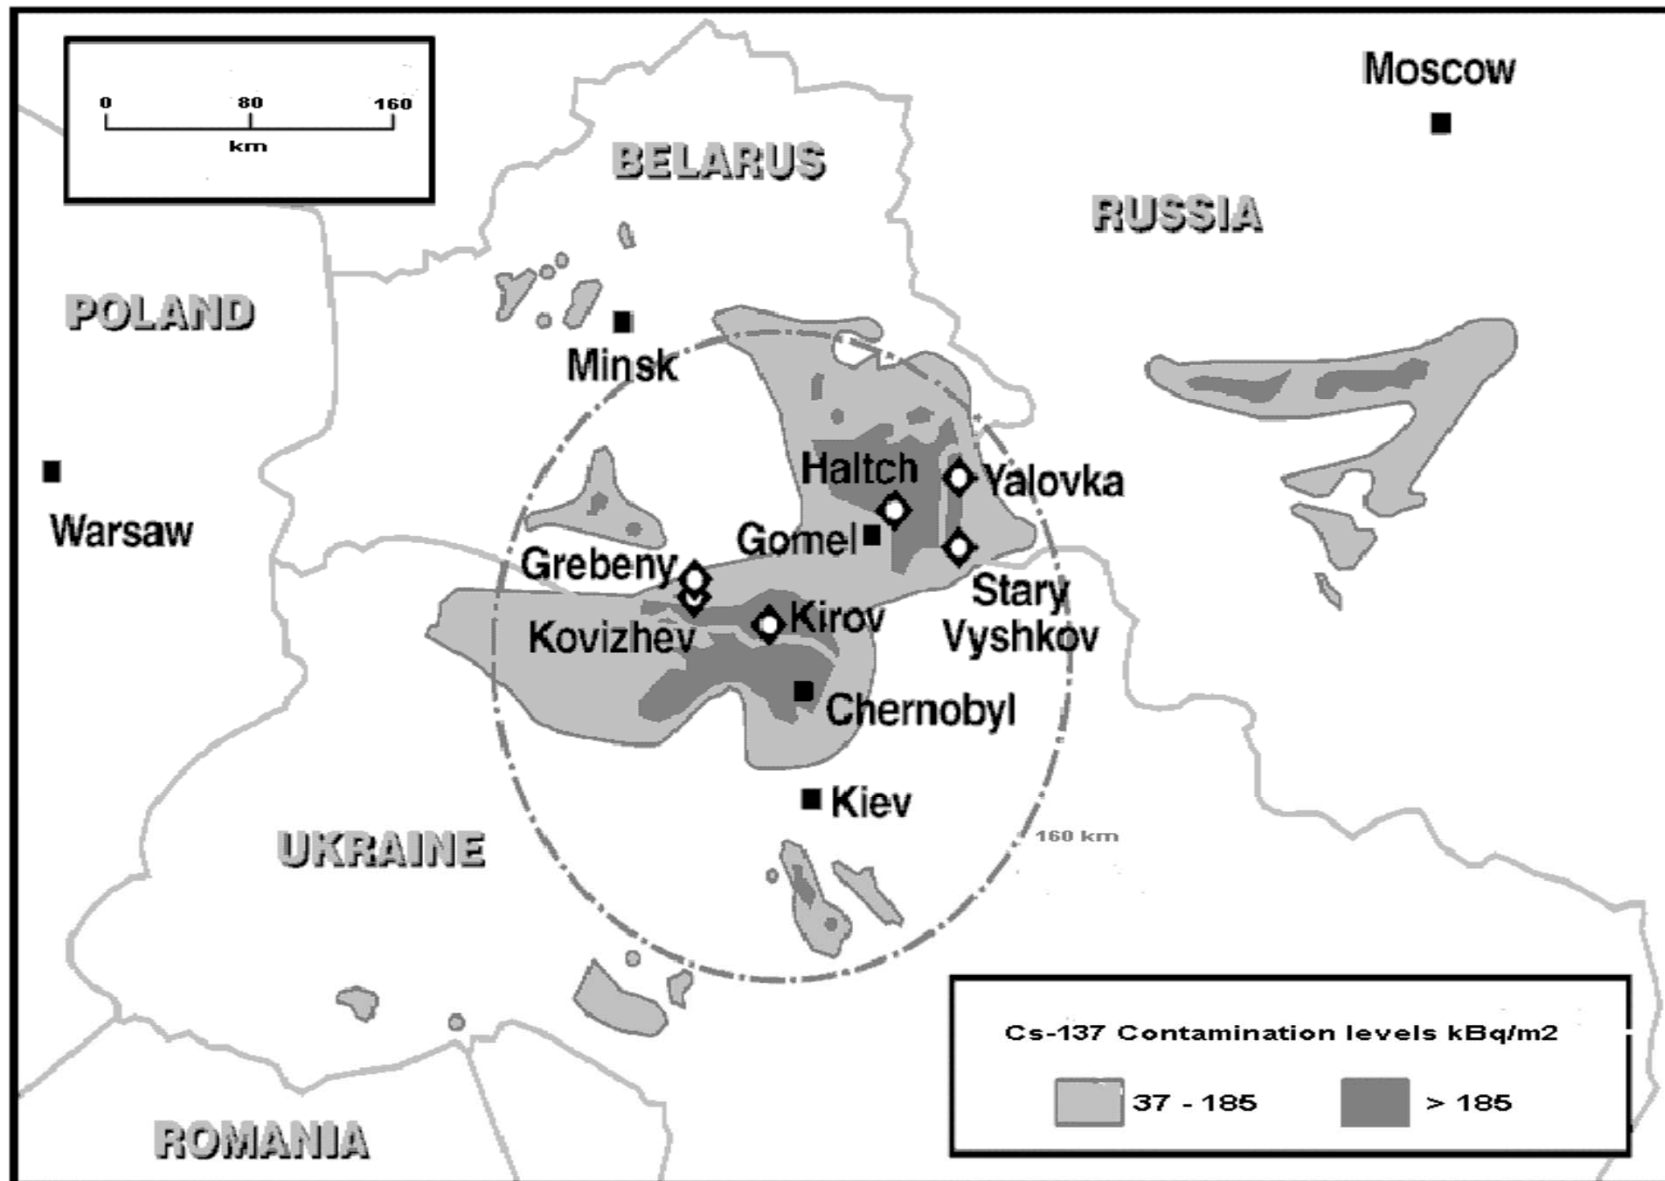 Moscow
0 80 160
km
BELARUS
RUSSIA
POLAND
Minsk
Warsaw
Haltch
Yalovka
Gomel
Grebeny
Stary
Vyshkov
Kirov
Kovizhev
Chernobyl
Kiev
UKRAINE
160 km
Cs-137 Contamination levels kBq/m2
37 - 185
> 185
ROMANIA